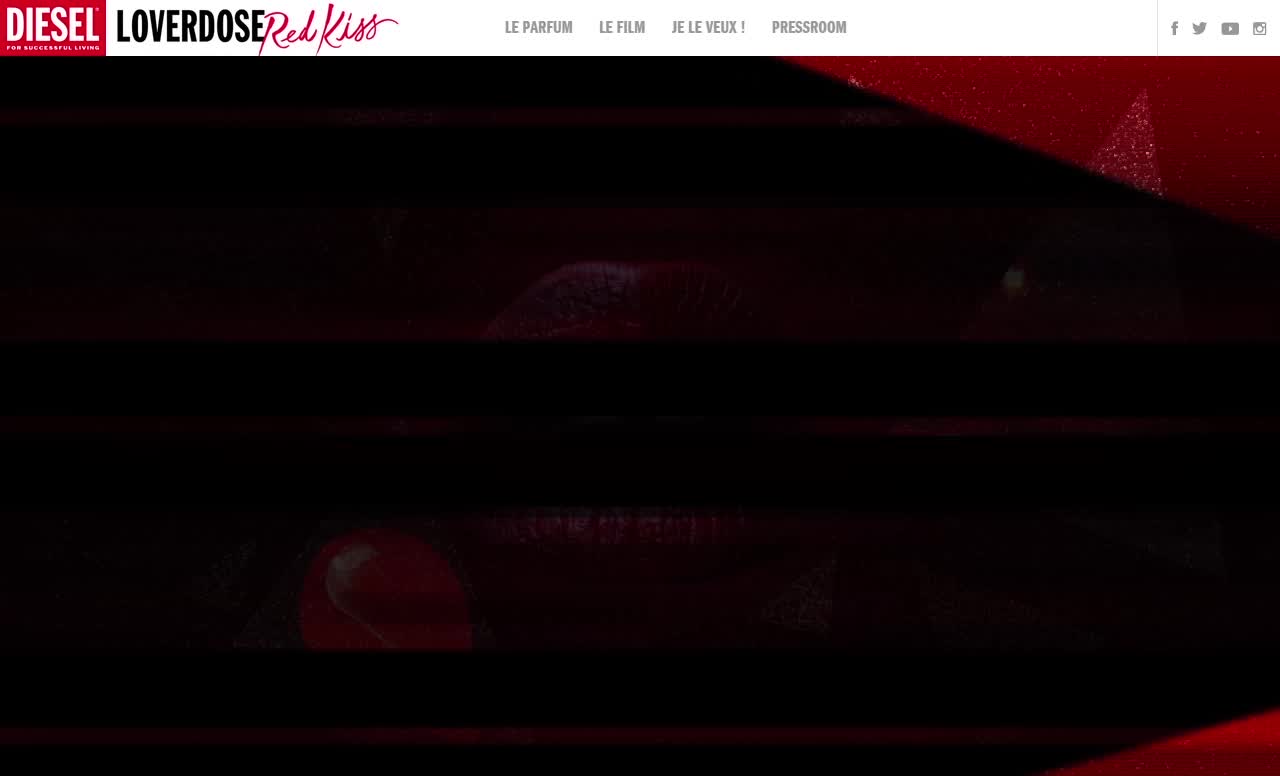 DIESEL
FOR SUCCESSFUL LIVING
LOVERDOSE Red Kiss
LE PARFUM LE FILM JE LE VEUX ! PRESSROOM